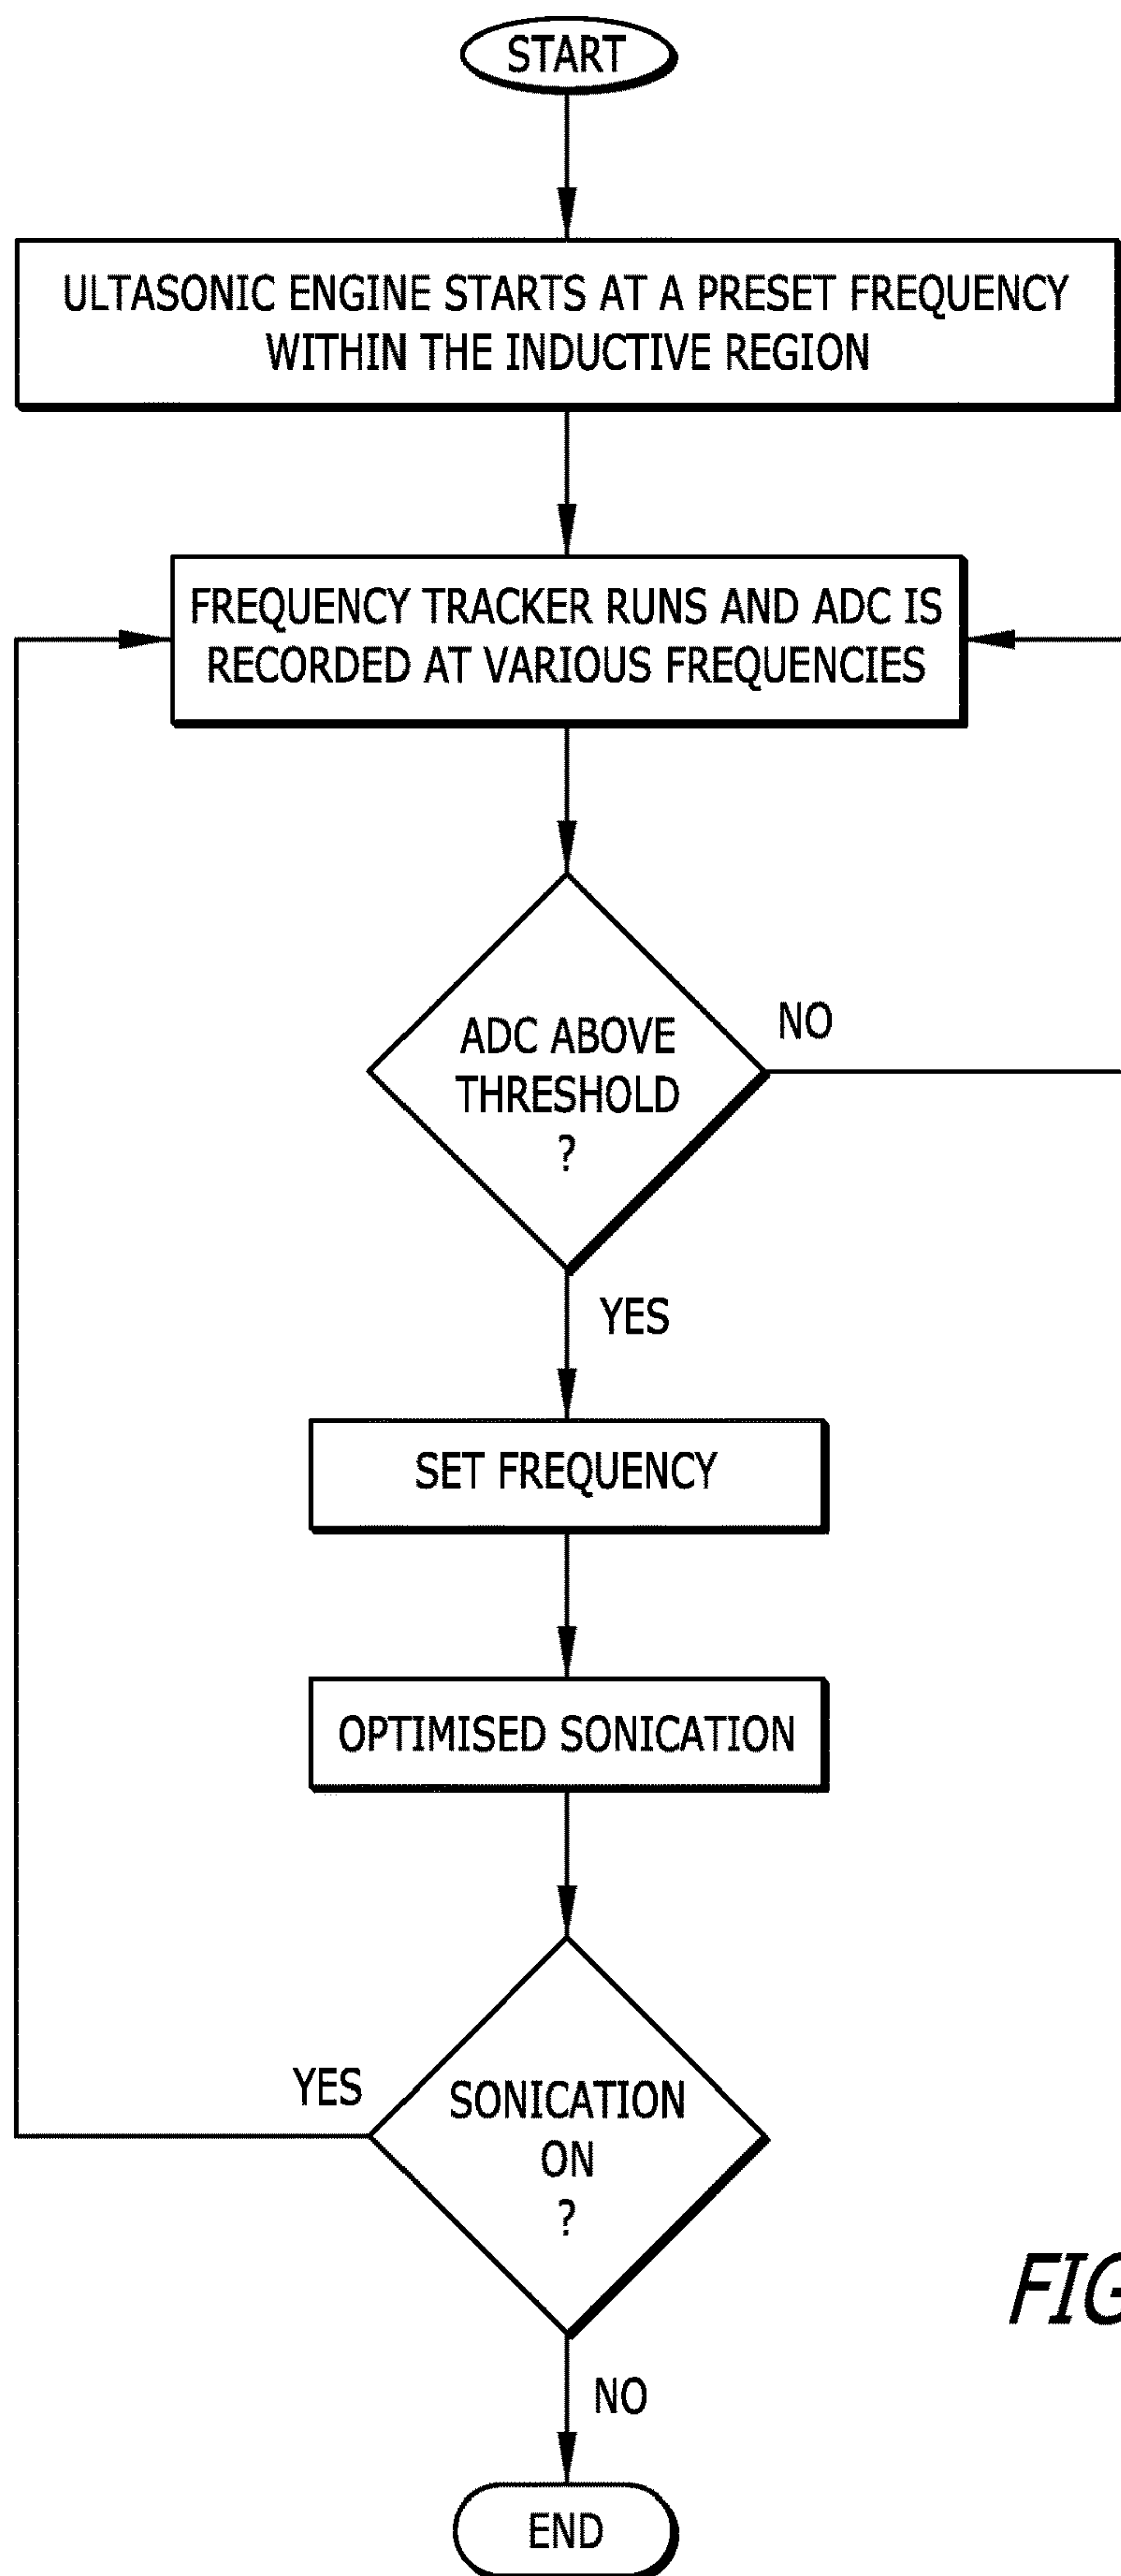 START
ULTASONIC ENGINE STARTS AT A PRESET FREQUENCY
WITHIN THE INDUCTIVE REGION
FREQUENCY TRACKER RUNS AND ADC IS
RECORDED AT VARIOUS FREQUENCIES
ADC ABOVE
THRESHOLD
?
NO
YES
SET FREQUENCY
OPTIMISED SONICATION
YES
SONICATION
ON
?
FIG
NO
END